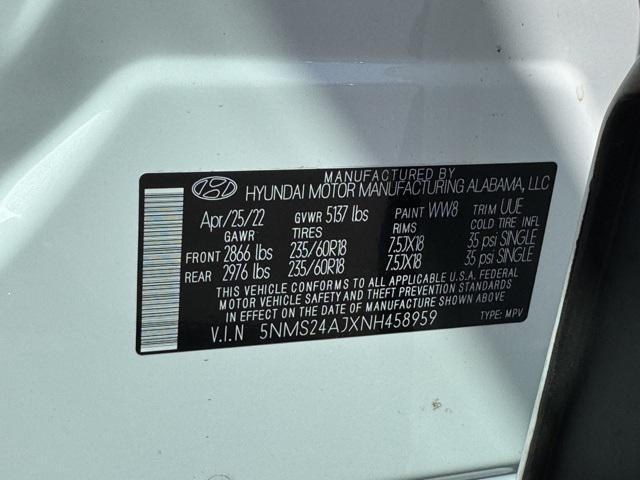 MANUFACTURED BY
HYUNDAI MOTOR MANUFACTURING ALABAMA, LLC
Apr/25/22 GVWR 5137 lbs PAINT WW8 TRIM UUE
GAWR TIRES RIMS COLD TIRE INFL
FRONT 2866 lbs 235/60R18 7.5JX18 35 psi SINGLE
REAR 2976 lbs 235/60R18 7.5JX18 35 psi SINGLE
THIS VEHICLE CONFORMS TO ALL APPLICABLE U.S.A. FEDERAL
MOTOR VEHICLE SAFETY AND THEFT PREVENTION STANDARDS
IN EFFECT ON THE DATE OF MANUFACTURE SHOWN ABOVE.
V.I.N 5NMS24AJXNH458959 TYPE: MPV